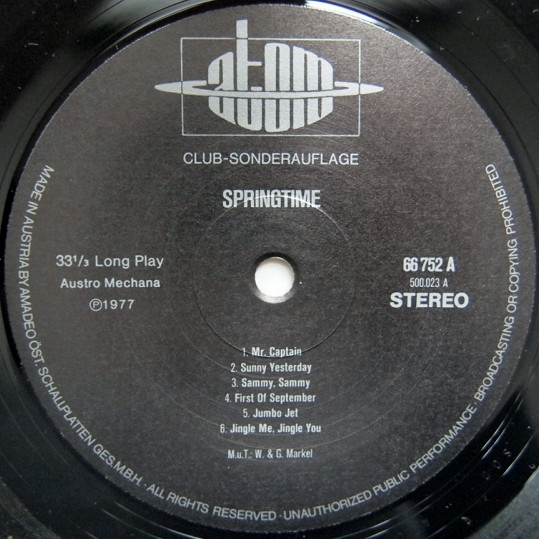 atom
CLUB-SONDERAUFLAGE
SPRINGTIME
33¹/₃ Long Play
Austro Mechana
Ⓟ1977
66 752 A
500.023 A
STEREO
1. Mr. Captain
2. Sunny Yesterday
3. Sammy, Sammy
4. First Of September
5. Jumbo Jet
6. Jingle Me, Jingle You
M.u.T.: W. & G. Markel
MADE IN AUSTRIA BY AMADEO ÖST. SCHALLPLATTEN GES.M.B.H · ALL RIGHTS RESERVED · UNAUTHORIZED PUBLIC PERFORMANCE · BROADCASTING OR COPYING PROHIBITED